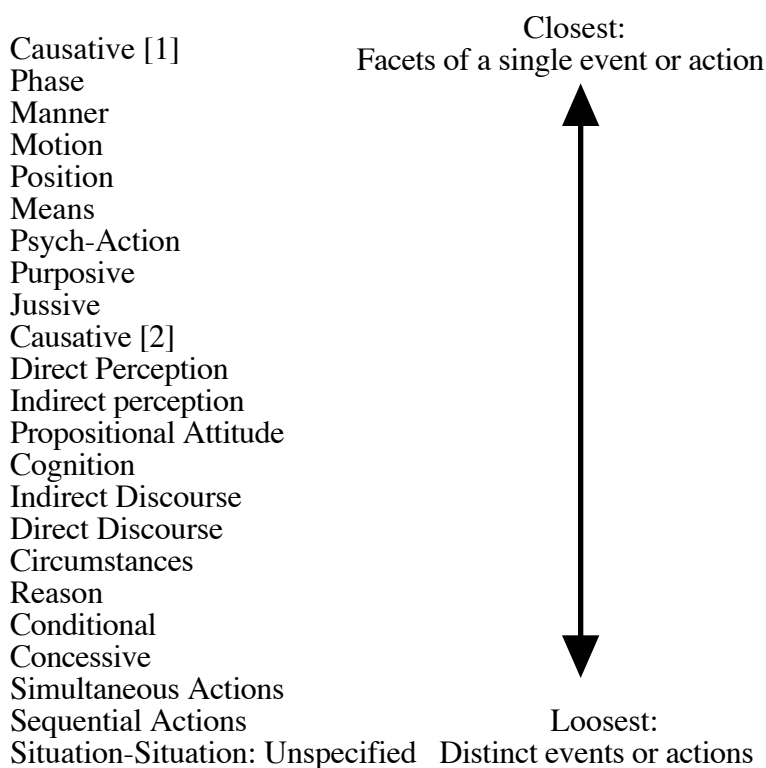 Closest:
Causative [1]
Facets of a single event or action
Phase
Manner
Motion
Position
Means
Psych-Action
Purposive
Jussive
Causative [2]
Direct Perception
Indirect perception
Propositional Attitude
Cognition
Indirect Discourse
Direct Discourse
Circumstances
Reason
Conditional
Concessive
Simultaneous Actions
Sequential Actions
Loosest:
Situation-Situation: Unspecified
Distinct events or actions